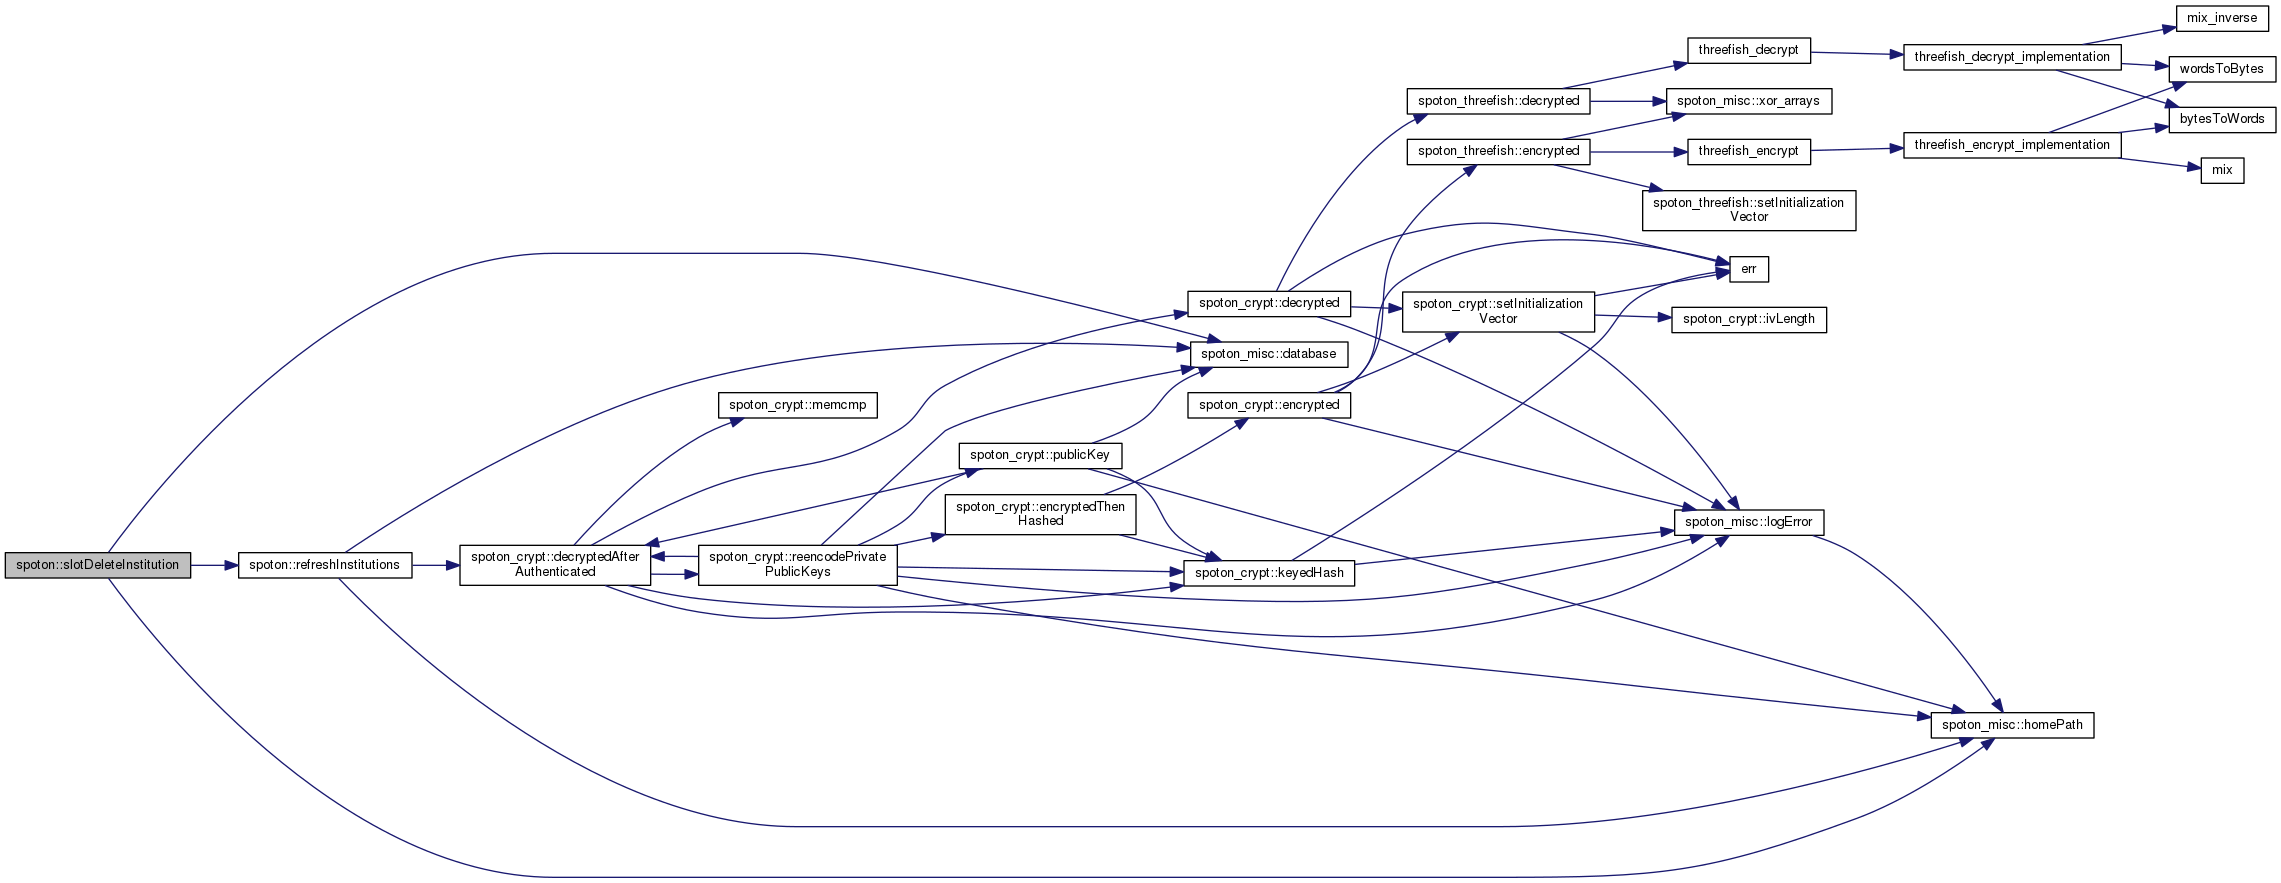 mix_inverse
threefish_decrypt
threefish_decrypt_implementation
wordsToBytes
spoton_threefish::decrypted
spoton_misc::xor_arrays
bytesToWords
spoton_threefish::encrypted
threefish_encrypt
threefish_encrypt_implementation
mix
spoton_threefish::setInitialization
Vector
err
spoton_crypt::decrypted
spoton_crypt::setInitialization
Vector
spoton_crypt::ivLength
spoton_misc::database
spoton_crypt::memcmp
spoton_crypt::encrypted
spoton_crypt::publicKey
spoton_crypt::encryptedThen
Hashed
spoton_misc::logError
spoton::slotDeleteInstitution
spoton::refreshInstitutions
spoton_crypt::decryptedAfter
Authenticated
spoton_crypt::reencodePrivate
PublicKeys
spoton_crypt::keyedHash
spoton_misc::homePath